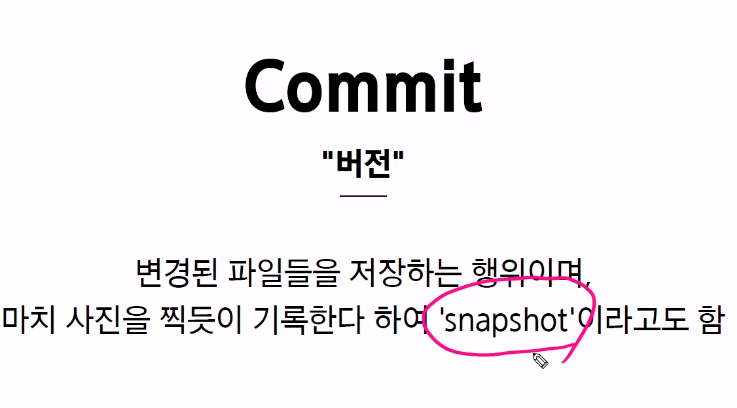 Commit
"버전"
변경된 파일들을 저장하는 행위이며,
마치 사진을 찍듯이 기록한다 하여 'snapshot'이라고도 함